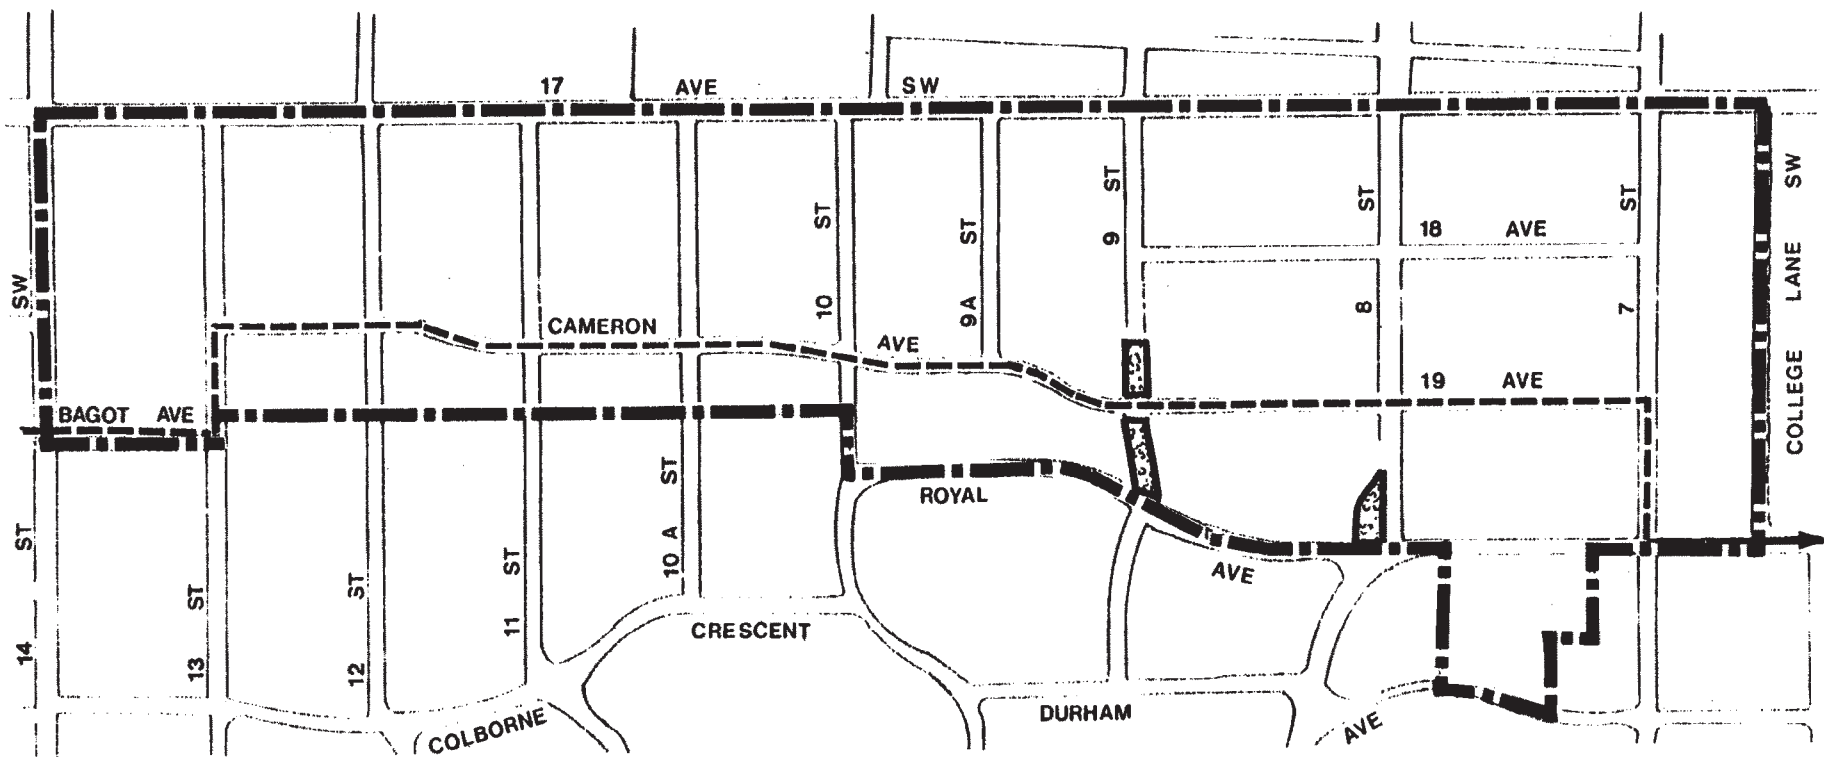 17 AVE SW
SW
14 ST
BAGOT AVE
13 ST
12 ST
CAMERON AVE
11 ST
10 A ST
10 ST
9A ST
9 ST
8 ST
7 ST
18 AVE
19 AVE
COLLEGE LANE SW
ROYAL AVE
CRESCENT
COLBORNE
DURHAM AVE